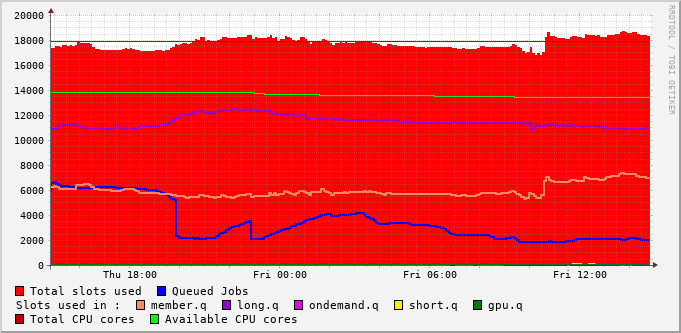 20000
18000
16000
14000
12000
10000
8000
6000
4000
2000
0
Thu 18:00 Fri 00:00 Fri 06:00 Fri 12:00
RRDTOOL / TOBI OETIKER
Total slots used Queued Jobs
Slots used in : member.q long.q ondemand.q short.q gpu.q
Total CPU cores Available CPU cores